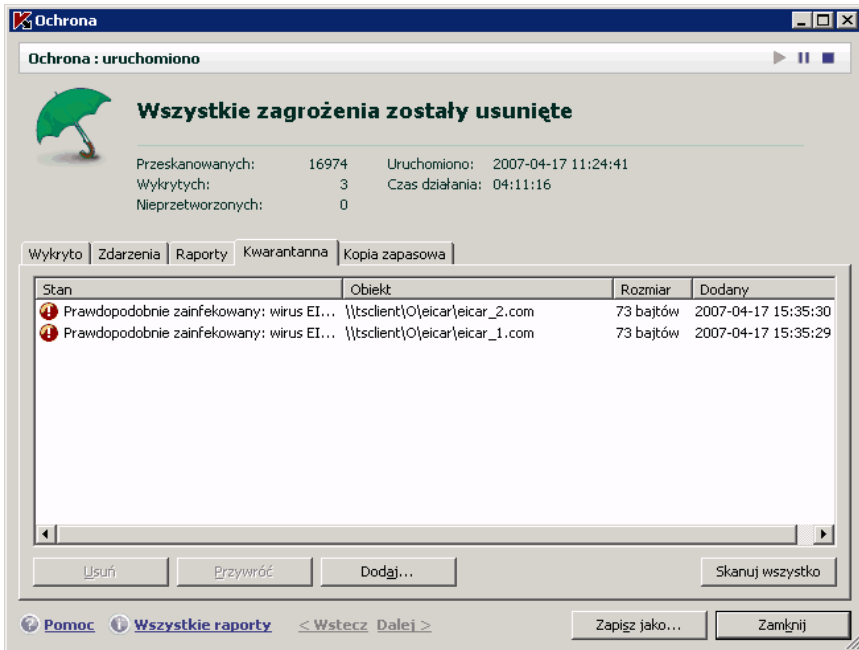 Ochrona
Ochrona : uruchomiono
Wszystkie zagrożenia zostały usunięte
Przeskanowanych: 16974 Uruchomiono: 2007-04-17 11:24:41
Wykrytych: 3 Czas działania: 04:11:16
Nieprzetworzonych: 0
Wykryto Zdarzenia Raporty Kwarantanna Kopia zapasowa
Stan Obiekt Rozmiar Dodany
Prawdopodobnie zainfekowany: wirus EI... \\tsclient\O\eicar\eicar_2.com 73 bajtów 2007-04-17 15:35:30
Prawdopodobnie zainfekowany: wirus EI... \\tsclient\O\eicar\eicar_1.com 73 bajtów 2007-04-17 15:35:29
Usuń Przywróć Dodaj... Skanuj wszystko
Pomoc Wszystkie raporty < Wstecz Dalej > Zapisz jako... Zamknij